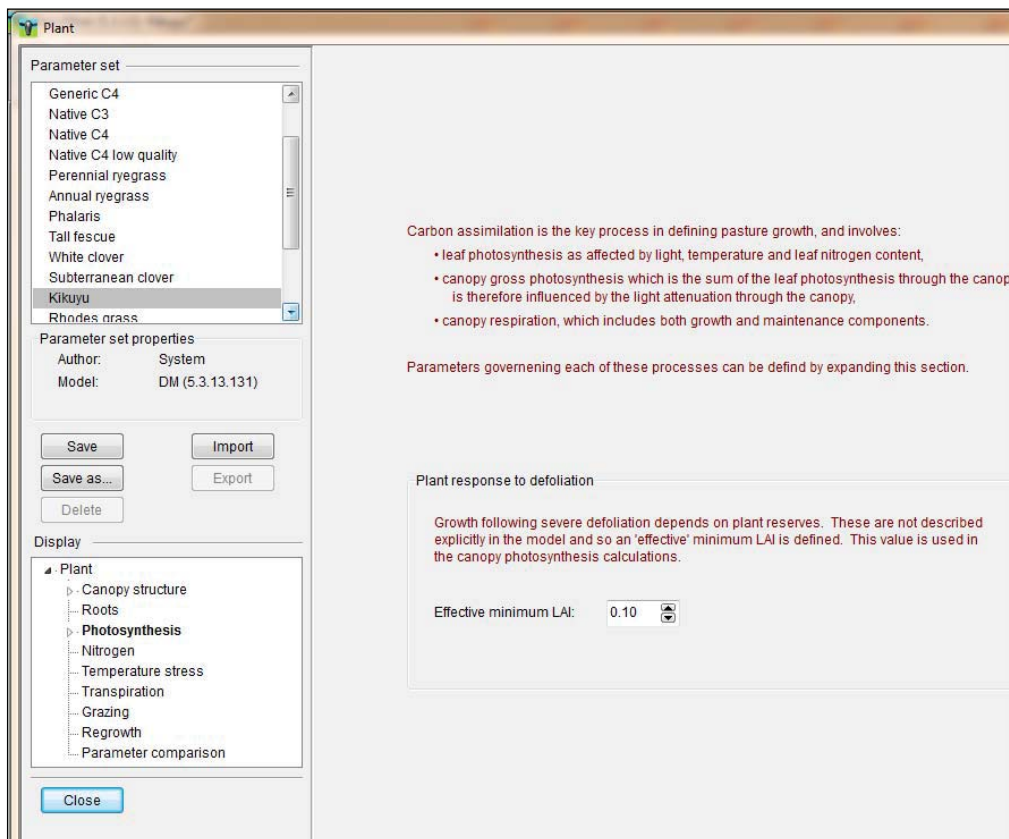 Plant
Parameter set
Generic C4
Native C3
Native C4
Native C4 low quality
Perennial ryegrass
Annual ryegrass
Phalaris
Tall fescue
White clover
Subterranean clover
Kikuyu
Rhodes grass
Parameter set properties
Author: System
Model: DM (5.3.13.131)
Save Import
Save as... Export
Delete
Display
Plant
Canopy structure
Roots
Photosynthesis
Nitrogen
Temperature stress
Transpiration
Grazing
Regrowth
Parameter comparison
Close
Carbon assimilation is the key process in defining pasture growth, and involves:
• leaf photosynthesis as affected by light, temperature and leaf nitrogen content,
• canopy gross photosynthesis which is the sum of the leaf photosynthesis through the canop
is therefore influenced by the light attenuation through the canopy,
• canopy respiration, which includes both growth and maintenance components.
Parameters governening each of these processes can be defind by expanding this section.
Plant response to defoliation
Growth following severe defoliation depends on plant reserves. These are not described
explicitly in the model and so an 'effective' minimum LAI is defined. This value is used in
the canopy photosynthesis calculations.
Effective minimum LAI: 0.10